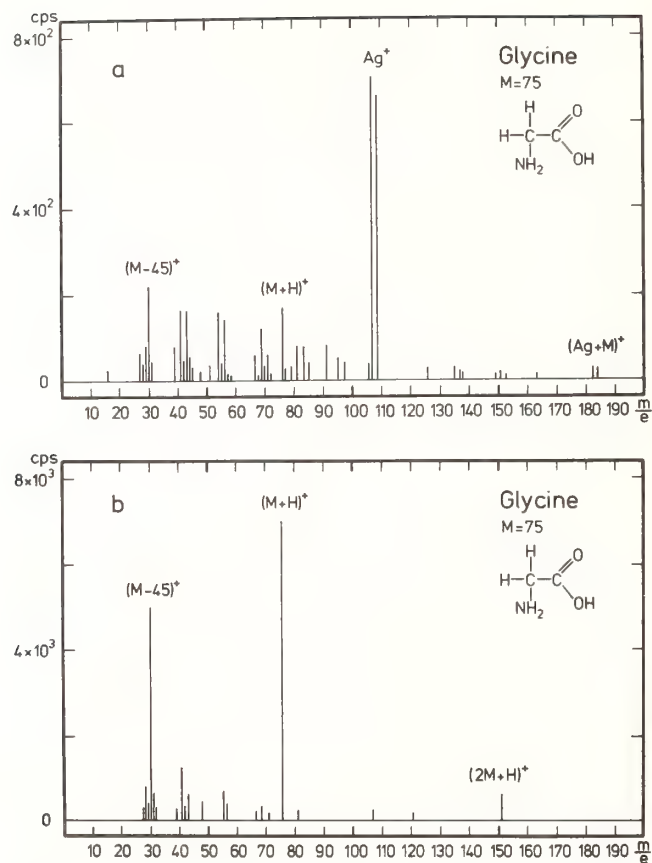 cps
8×10²
a
Ag⁺
Glycine
M=75
H
H-C-C
O
OH
NH₂
4×10²
(M-45)⁺
(M+H)⁺
(Ag+M)⁺
0
10 20 30 40 50 60 70 80 90 100 110 120 130 140 150 160 170 180 190 m/e
cps
8×10³
b
(M+H)⁺
Glycine
M=75
H
H-C-C
O
OH
NH₂
(M-45)⁺
4×10³
(2M+H)⁺
0
10 20 30 40 50 60 70 80 90 100 110 120 130 140 150 160 170 180 190 m/e